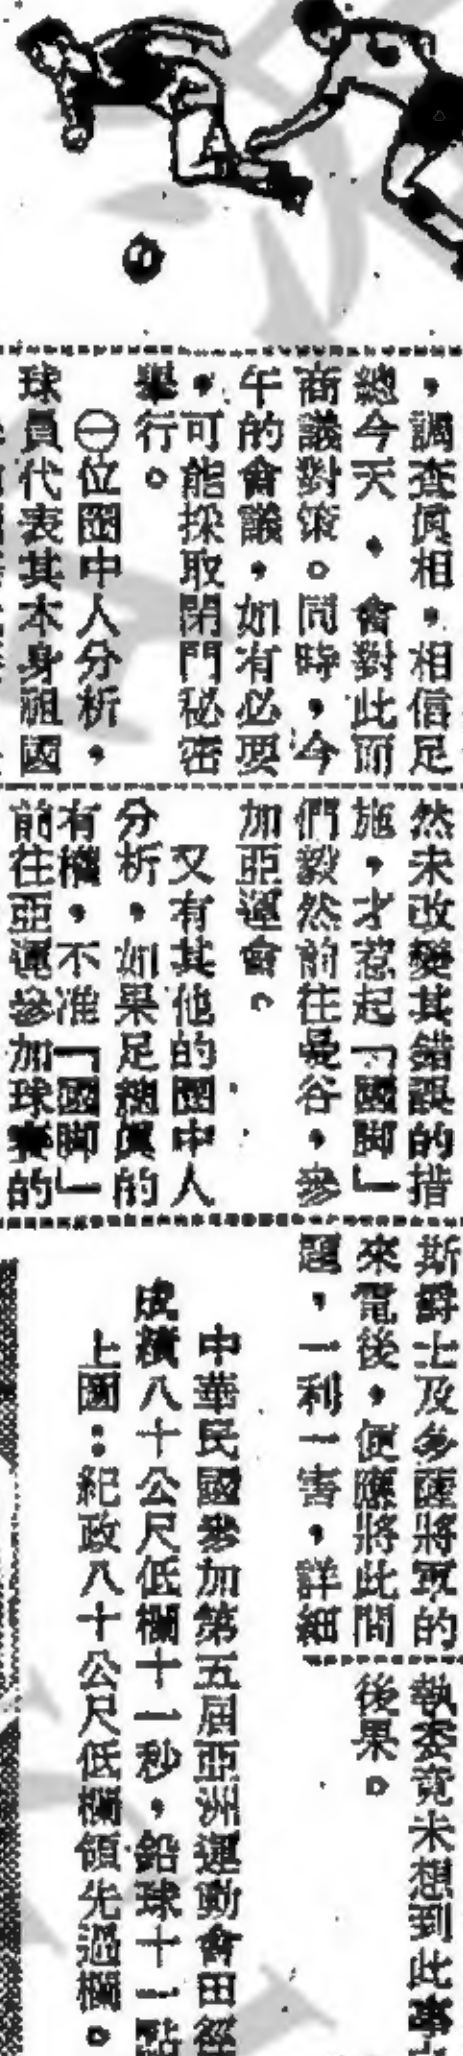 ，調查眞相，相信足
總今天，會對此而
商議對策。同時，今
午的會議，如有必要
，可能採取閉門秘密
舉行。
㊀位圈中人分析，
球員代表其本身祖國
然未改變其錯誤的措
施，才惹起「國脚」
們毅然前往曼谷，參
加亞運會。
又有其他的圈中人
分析，如果足總眞的
有權，不准「國脚」
前往亞運參加球賽的
斯爵士及多薩將軍的
來電後，便應將此問
題，一利一害，詳細
執委竟未想到此
後果。
中華民國參加第五屆亞洲運動會田徑
成績八十公尺低欄十一秒，鉛球十一點
上圖：紀政八十公尺低欄領先過欄。